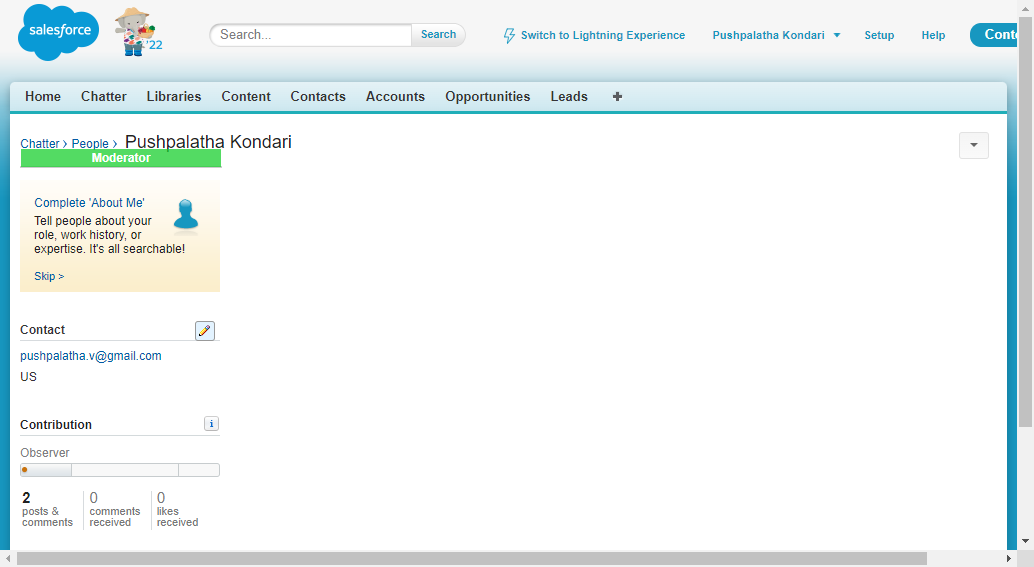 salesforce
'22
Search...
Search
Switch to Lightning Experience
Pushpalatha Kondari
Setup
Help
Home
Chatter
Libraries
Content
Contacts
Accounts
Opportunities
Leads
Chatter › People › Pushpalatha Kondari
Moderator
Complete 'About Me'
Tell people about your
role, work history, or
expertise. It's all searchable!
Skip >
Contact
pushpalatha.v@gmail.com
US
Contribution
Observer
2
posts &
comments
0
comments
received
0
likes
received